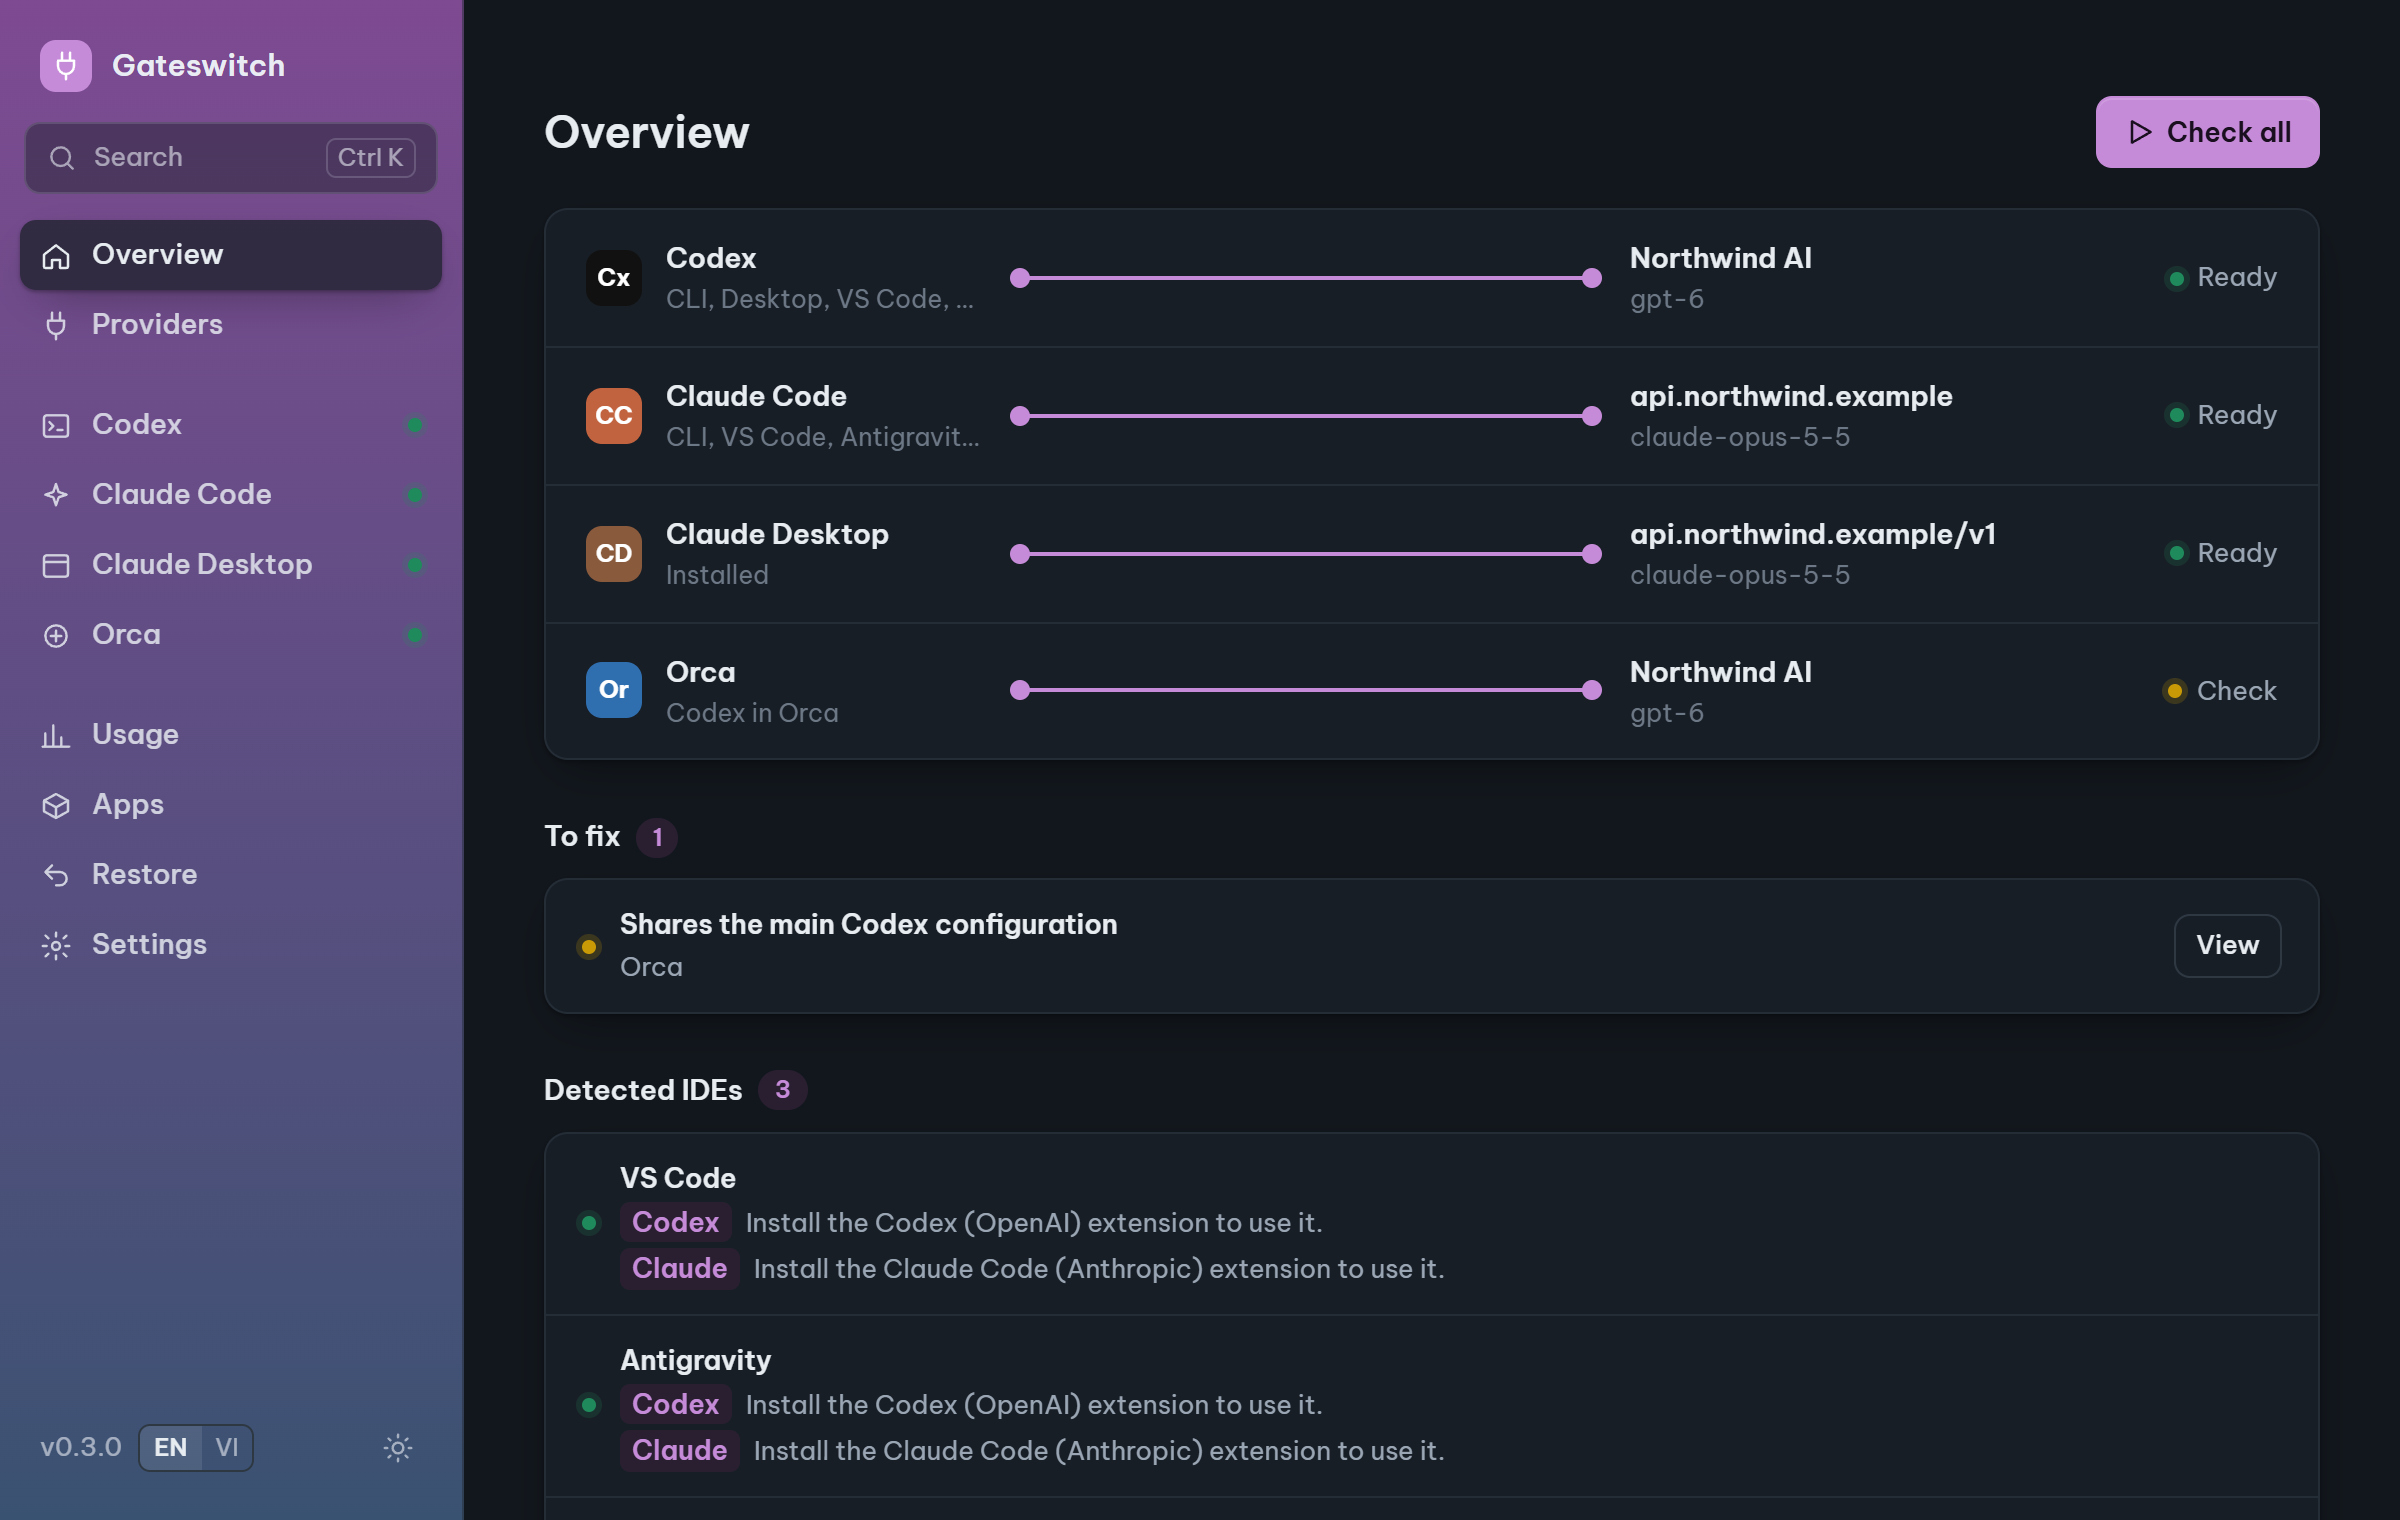 Gateswitch
Search Ctrl K
Overview
Providers
Codex
Claude Code
Claude Desktop
Orca
Usage
Apps
Restore
Settings
v0.3.0 EN VI
Overview
Check all
Cx Codex Northwind AI Ready
CLI, Desktop, VS Code, ... gpt-6
CC Claude Code api.northwind.example Ready
CLI, VS Code, Antigravit... claude-opus-5-5
CD Claude Desktop api.northwind.example/v1 Ready
Installed claude-opus-5-5
Or Orca Northwind AI Check
Codex in Orca gpt-6
To fix 1
Shares the main Codex configuration
Orca
View
Detected IDEs 3
VS Code
Codex Install the Codex (OpenAI) extension to use it.
Claude Install the Claude Code (Anthropic) extension to use it.
Antigravity
Codex Install the Codex (OpenAI) extension to use it.
Claude Install the Claude Code (Anthropic) extension to use it.